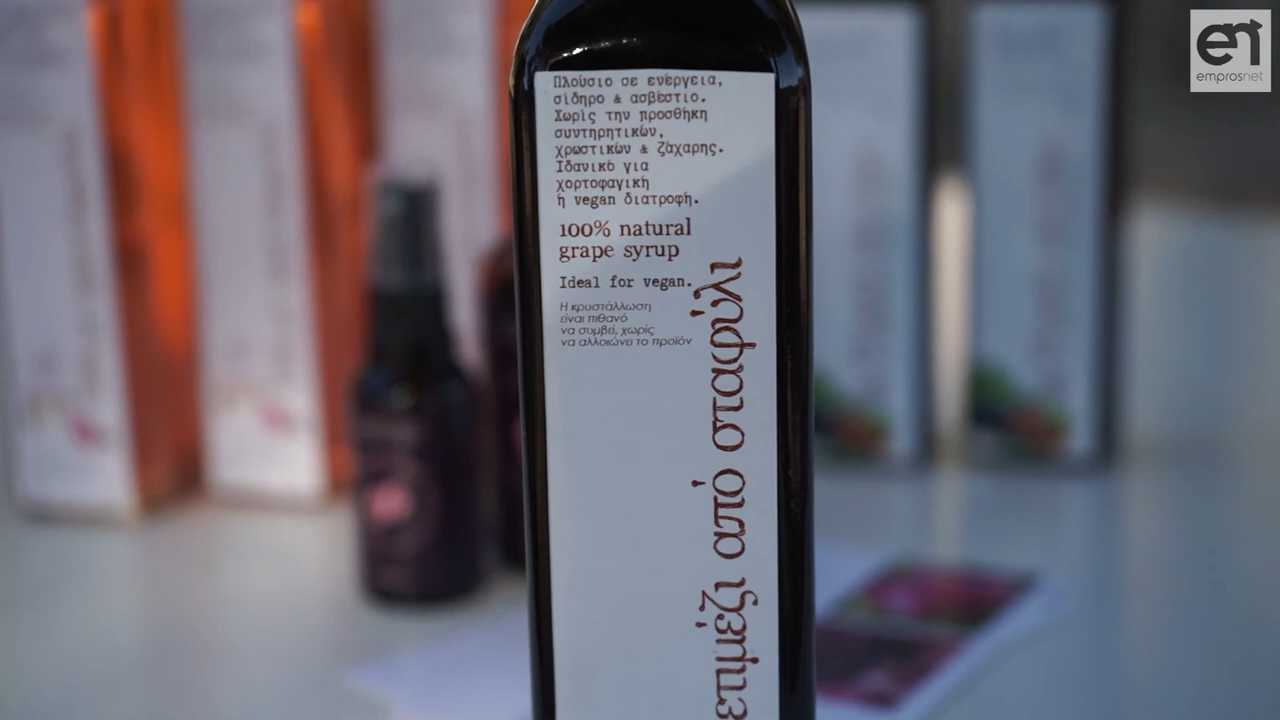 Πλούσιο σε ενέργεια,
σίδηρο & ασβέστιο.
Χωρίς την προσθήκη
συντηρητικών,
χρωστικών & ζάχαρης.
Ιδανικό για
χορτοφαγική
ή vegan διατροφή.
100% natural
grape syrup
Ideal for vegan.
Η κρυστάλλωση
είναι πιθανό
να συμβεί, χωρίς
να αλλοιώνει το προϊόν
επιμέζι από σταφύλι
en
emprosnet